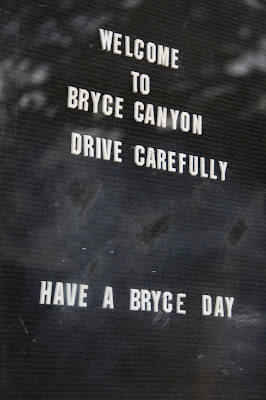 WELCOME
TO
BRYCE CANYON
DRIVE CAREFULLY
HAVE A BRYCE DAY